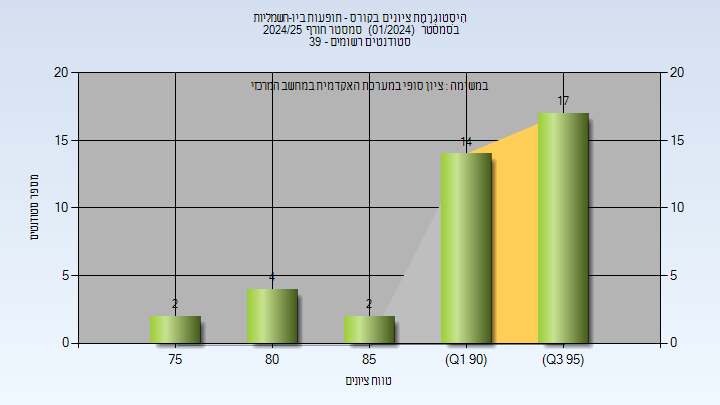 היסטוגרמת ציונים בקורס - תופעות ביו-חשמליות
בסמסטר (01/2024) סמסטר חורף 2024/25
סטודנטים רשומים - 39
במשימה : ציון סופי במערכת האקדמית במחשב המרכזי
20
15
10
5
0
20
15
10
5
0
מספר סטודנטים
2
4
2
14
17
75
80
85
(Q1 90)
(Q3 95)
טווח ציונים